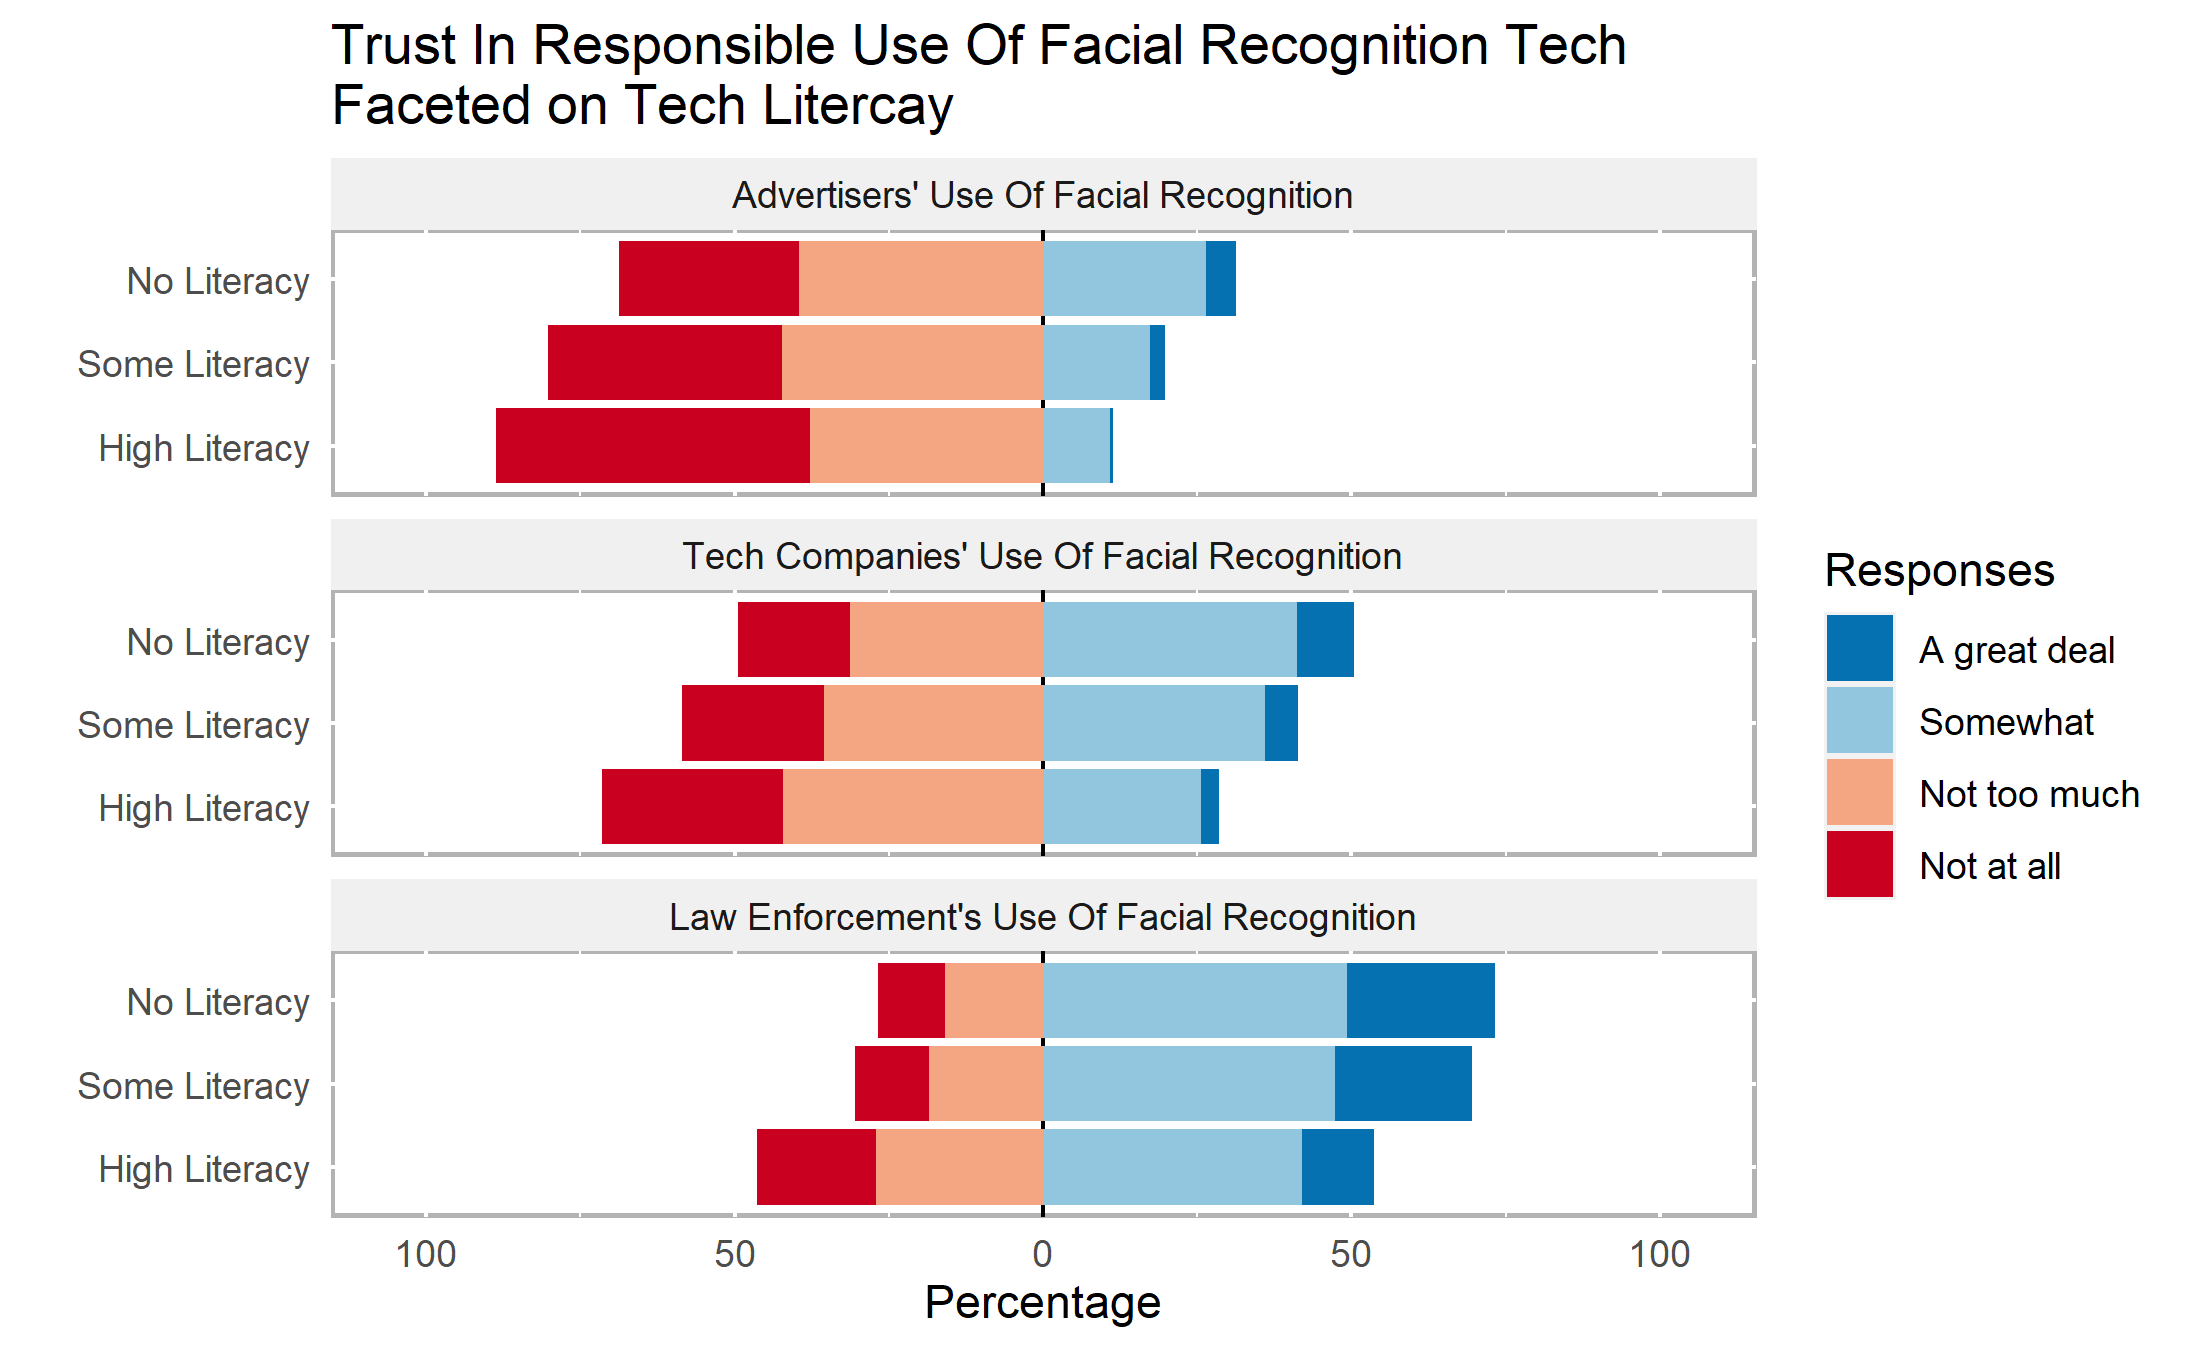 Trust In Responsible Use Of Facial Recognition Tech
Faceted on Tech Litercay
Advertisers' Use Of Facial Recognition
No Literacy
Some Literacy
High Literacy
Tech Companies' Use Of Facial Recognition
No Literacy
Some Literacy
High Literacy
Law Enforcement's Use Of Facial Recognition
No Literacy
Some Literacy
High Literacy
100 50 0 50 100
Percentage
Responses
A great deal
Somewhat
Not too much
Not at all